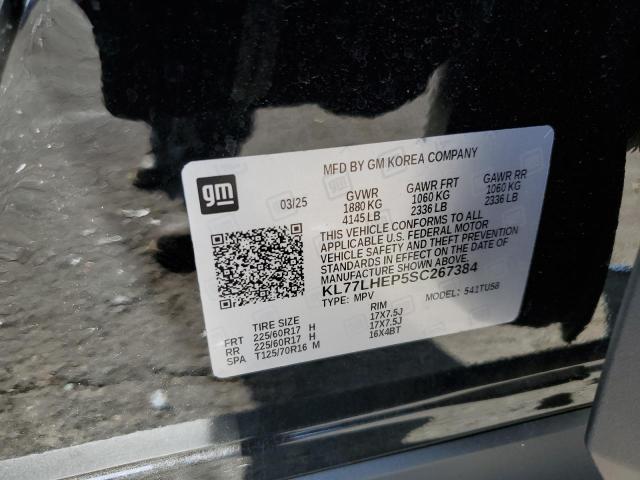 MFD BY GM KOREA COMPANY
gm
03/25
GVWR GAWR FRT GAWR RR
1880 KG 1060 KG 1060 KG
4145 LB 2336 LB 2336 LB
THIS VEHICLE CONFORMS TO ALL
APPLICABLE U.S. FEDERAL MOTOR
VEHICLE SAFETY AND THEFT PREVENTION
STANDARDS IN EFFECT ON THE DATE OF
MANUFACTURE SHOWN ABOVE.
KL77LHEP5SC267384
TYPE: MPV MODEL: 541TU58
TIRE SIZE RIM
FRT 225/60R17 H 17X7.5J
RR 225/60R17 H 17X7.5J
SPA T125/70R16 M 16X4BT